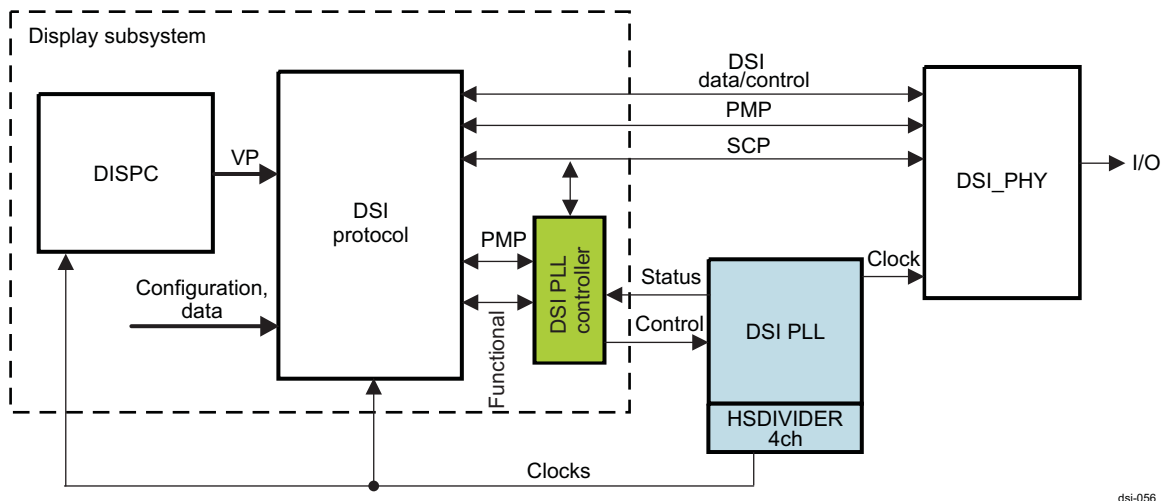 Display subsystem
DSI
data/control
PMP
SCP
VP
DISPC
DSI
protocol
DSI_PHY
I/O
PMP
Functional
DSI PLL
controller
Configuration,
data
Status
Control
Clock
DSI PLL
HSDIVIDER
4ch
Clocks
dsi-056